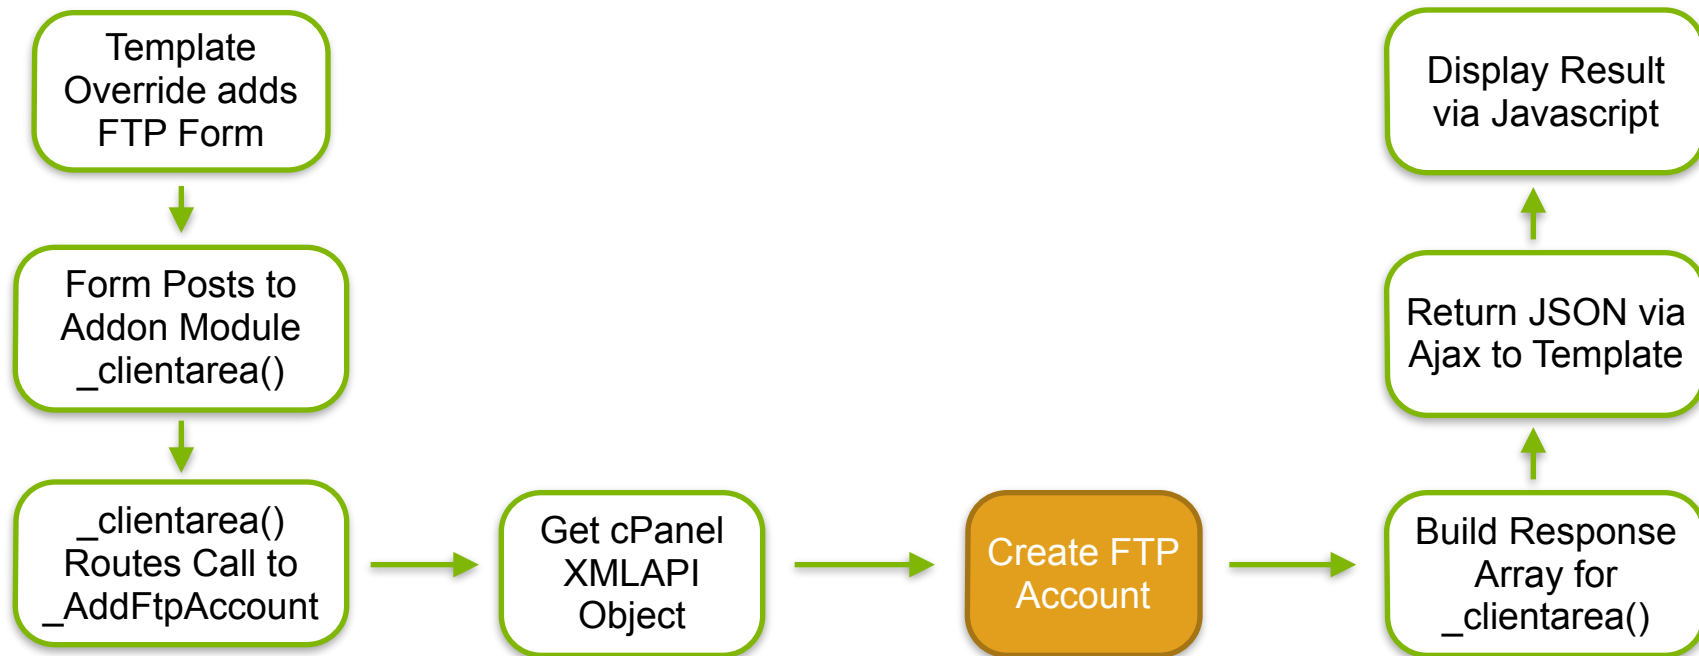 Template
Override adds
FTP Form
Form Posts to
Addon Module
_clientarea()
_clientarea()
Routes Call to
_AddFtpAccount
Get cPanel
XMLAPI
Object
Create FTP
Account
Build Response
Array for
_clientarea()
Return JSON via
Ajax to Template
Display Result
via Javascript